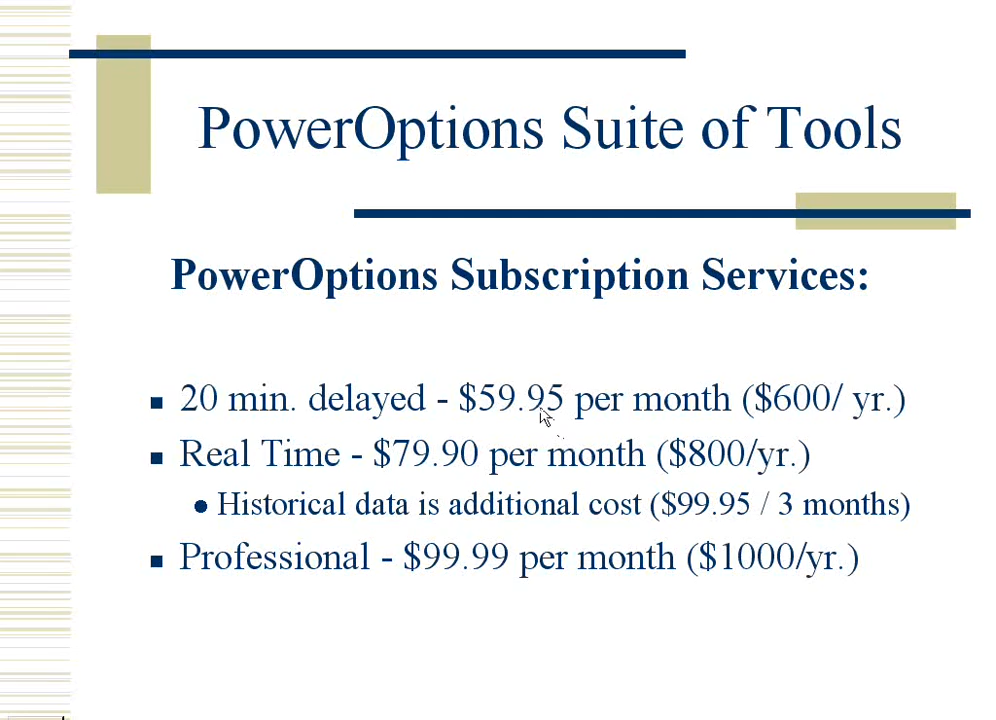 PowerOptions Suite of Tools
PowerOptions Subscription Services:
20 min. delayed - $59.95 per month ($600/ yr.)
Real Time - $79.90 per month ($800/yr.)
Historical data is additional cost ($99.95 / 3 months)
Professional - $99.99 per month ($1000/yr.)